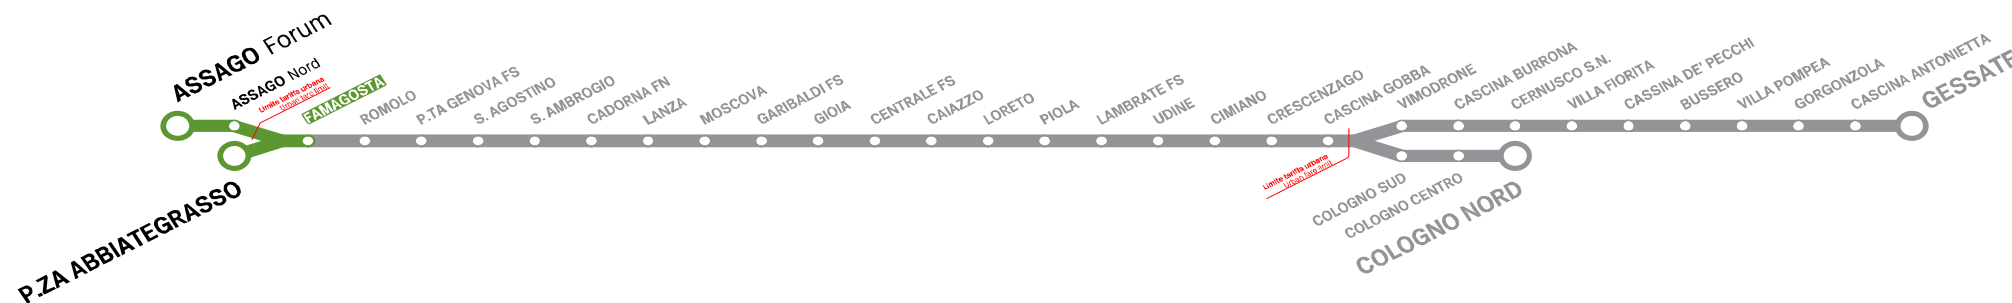 ASSAGO Forum
ASSAGO Nord
Limite tariffa urbana
Urban fare limit
FAMAGOSTA
ROMOLO
P.TA GENOVA FS
S. AGOSTINO
S. AMBROGIO
CADORNA FN
LANZA
MOSCOVA
GARIBALDI FS
GIOIA
CENTRALE FS
CAIAZZO
LORETO
PIOLA
LAMBRATE FS
UDINE
CIMIANO
CRESCENZAGO
CASCINA GOBBA
VIMODRONE
CASCINA BURRONA
CERNUSCO S.N.
VILLA FIORITA
CASSINA DE' PECCHI
BUSSERO
VILLA POMPEA
GORGONZOLA
CASCINA ANTONIETTA
GESSATE
P.ZA ABBIATEGRASSO
Limite tariffa urbana
Urban fare limit
COLOGNO SUD
COLOGNO CENTRO
COLOGNO NORD